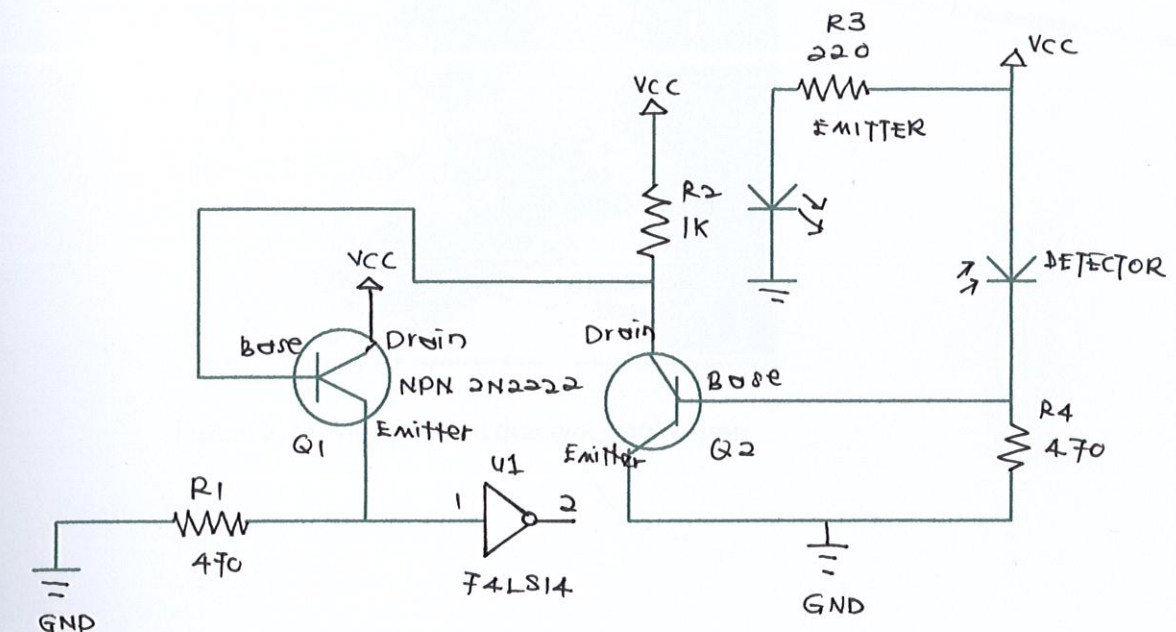 R3
220
VCC
EMITTER
VCC
R2
1K
DETECTOR
VCC
Base
Drain
NPN 2N2222
Emitter
Q1
Drain
Base
Emitter
Q2
R4
470
R1
470
U1
1
2
74LS14
GND
GND